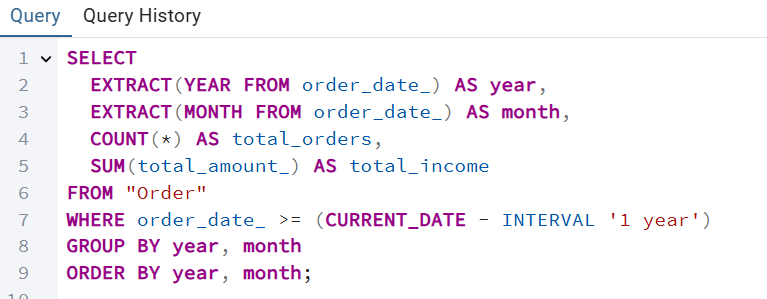 Query Query History
1 SELECT
2 EXTRACT(YEAR FROM order_date_) AS year,
3 EXTRACT(MONTH FROM order_date_) AS month,
4 COUNT(*) AS total_orders,
5 SUM(total_amount_) AS total_income
6 FROM "Order"
7 WHERE order_date_ >= (CURRENT_DATE - INTERVAL '1 year')
8 GROUP BY year, month
9 ORDER BY year, month;
10